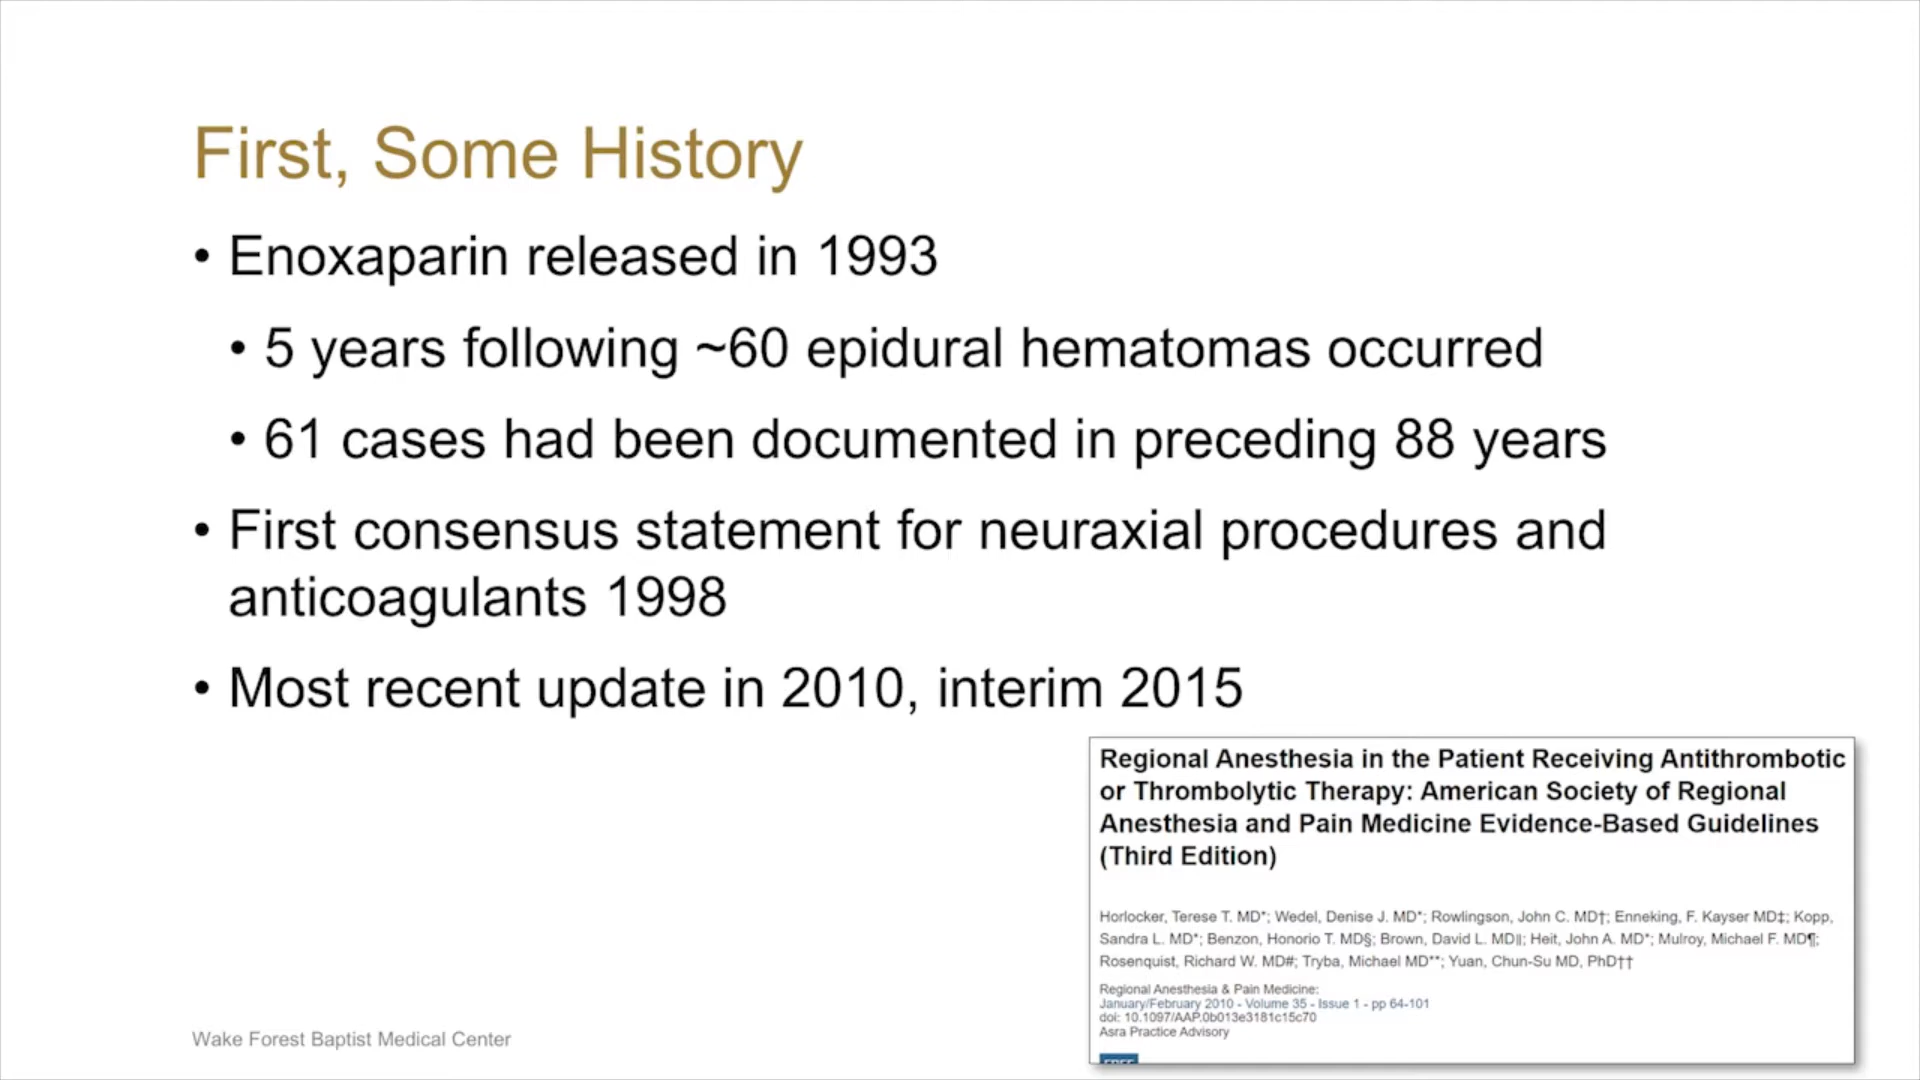 First, Some History
• Enoxaparin released in 1993
• 5 years following ~60 epidural hematomas occurred
• 61 cases had been documented in preceding 88 years
• First consensus statement for neuraxial procedures and
anticoagulants 1998
• Most recent update in 2010, interim 2015
Regional Anesthesia in the Patient Receiving Antithrombotic
or Thrombolytic Therapy: American Society of Regional
Anesthesia and Pain Medicine Evidence-Based Guidelines
(Third Edition)
Horlocker, Terese T. MD*; Wedel, Denise J. MD*; Rowlingson, John C. MD†; Enneking, F. Kayser MD‡; Kopp,
Sandra L. MD*; Benzon, Honorio T. MD§; Brown, David L. MD∥; Heit, John A. MD*; Mulroy, Michael F. MD¶;
Rosenquist, Richard W. MD#; Tryba, Michael MD**; Yuan, Chun-Su MD, PhD††
Regional Anesthesia & Pain Medicine:
January/February 2010 - Volume 35 - Issue 1 - pp 64-101
doi: 10.1097/AAP.0b013e3181c15c70
Asra Practice Advisory
Wake Forest Baptist Medical Center